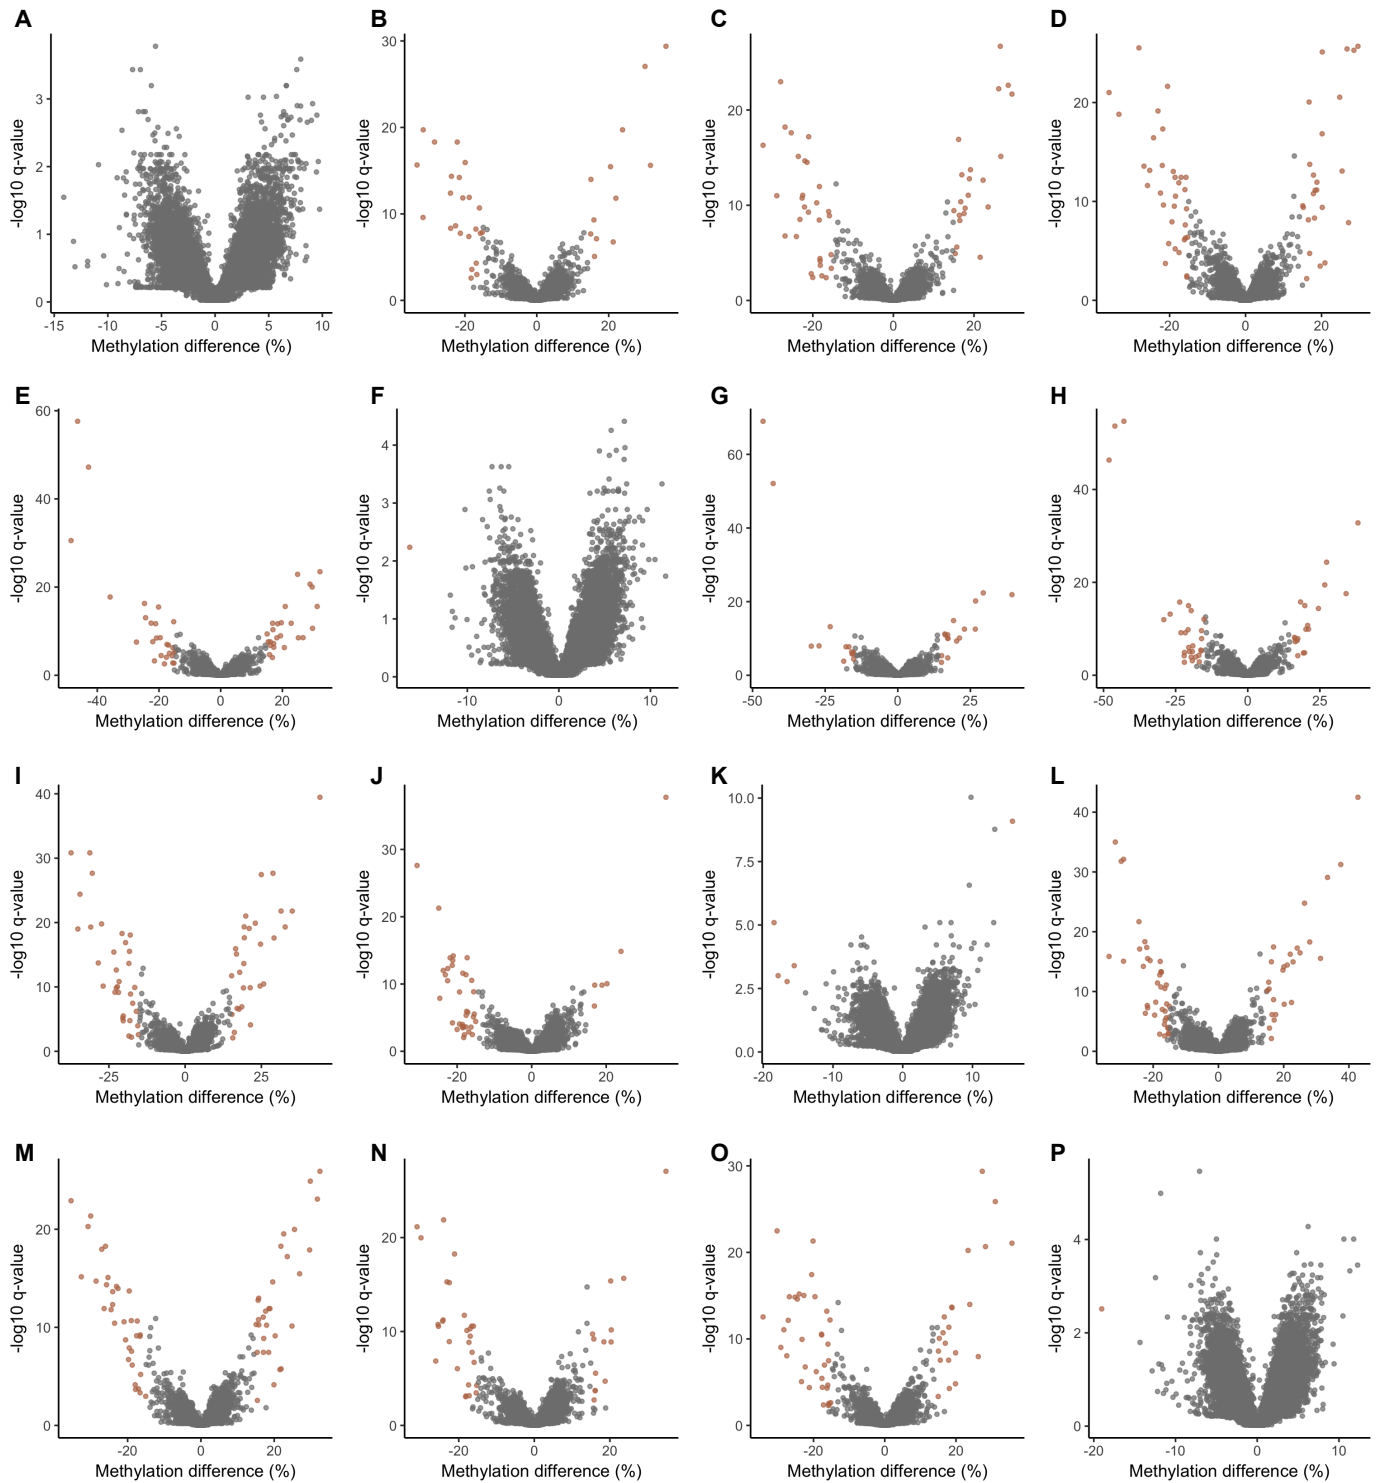 A B C D
3 2 1 0
-log10 q-value
-15 -10 -5 0 5 10
Methylation difference (%)
30 20 10 0
-log10 q-value
-20 0 20
Methylation difference (%)
20 10 0
-log10 q-value
-20 0 20
Methylation difference (%)
20 10 0
-log10 q-value
-20 0 20
Methylation difference (%)
E F G H
60 40 20 0
-log10 q-value
-40 -20 0 20
Methylation difference (%)
4 3 2 1 0
-log10 q-value
-10 0 10
Methylation difference (%)
60 40 20 0
-log10 q-value
-50 -25 0 25
Methylation difference (%)
40 20 0
-log10 q-value
-50 -25 0 25
Methylation difference (%)
I J K L
40 30 20 10 0
-log10 q-value
-25 0 25
Methylation difference (%)
30 20 10 0
-log10 q-value
-20 0 20
Methylation difference (%)
10.0 7.5 5.0 2.5 0.0
-log10 q-value
-20 -10 0 10
Methylation difference (%)
40 30 20 10 0
-log10 q-value
-20 0 20 40
Methylation difference (%)
M N O P
20 10 0
-log10 q-value
-20 0 20
Methylation difference (%)
20 10 0
-log10 q-value
-20 0 20
Methylation difference (%)
30 20 10 0
-log10 q-value
-20 0 20
Methylation difference (%)
4 2 0
-log10 q-value
-20 -10 0 10
Methylation difference (%)